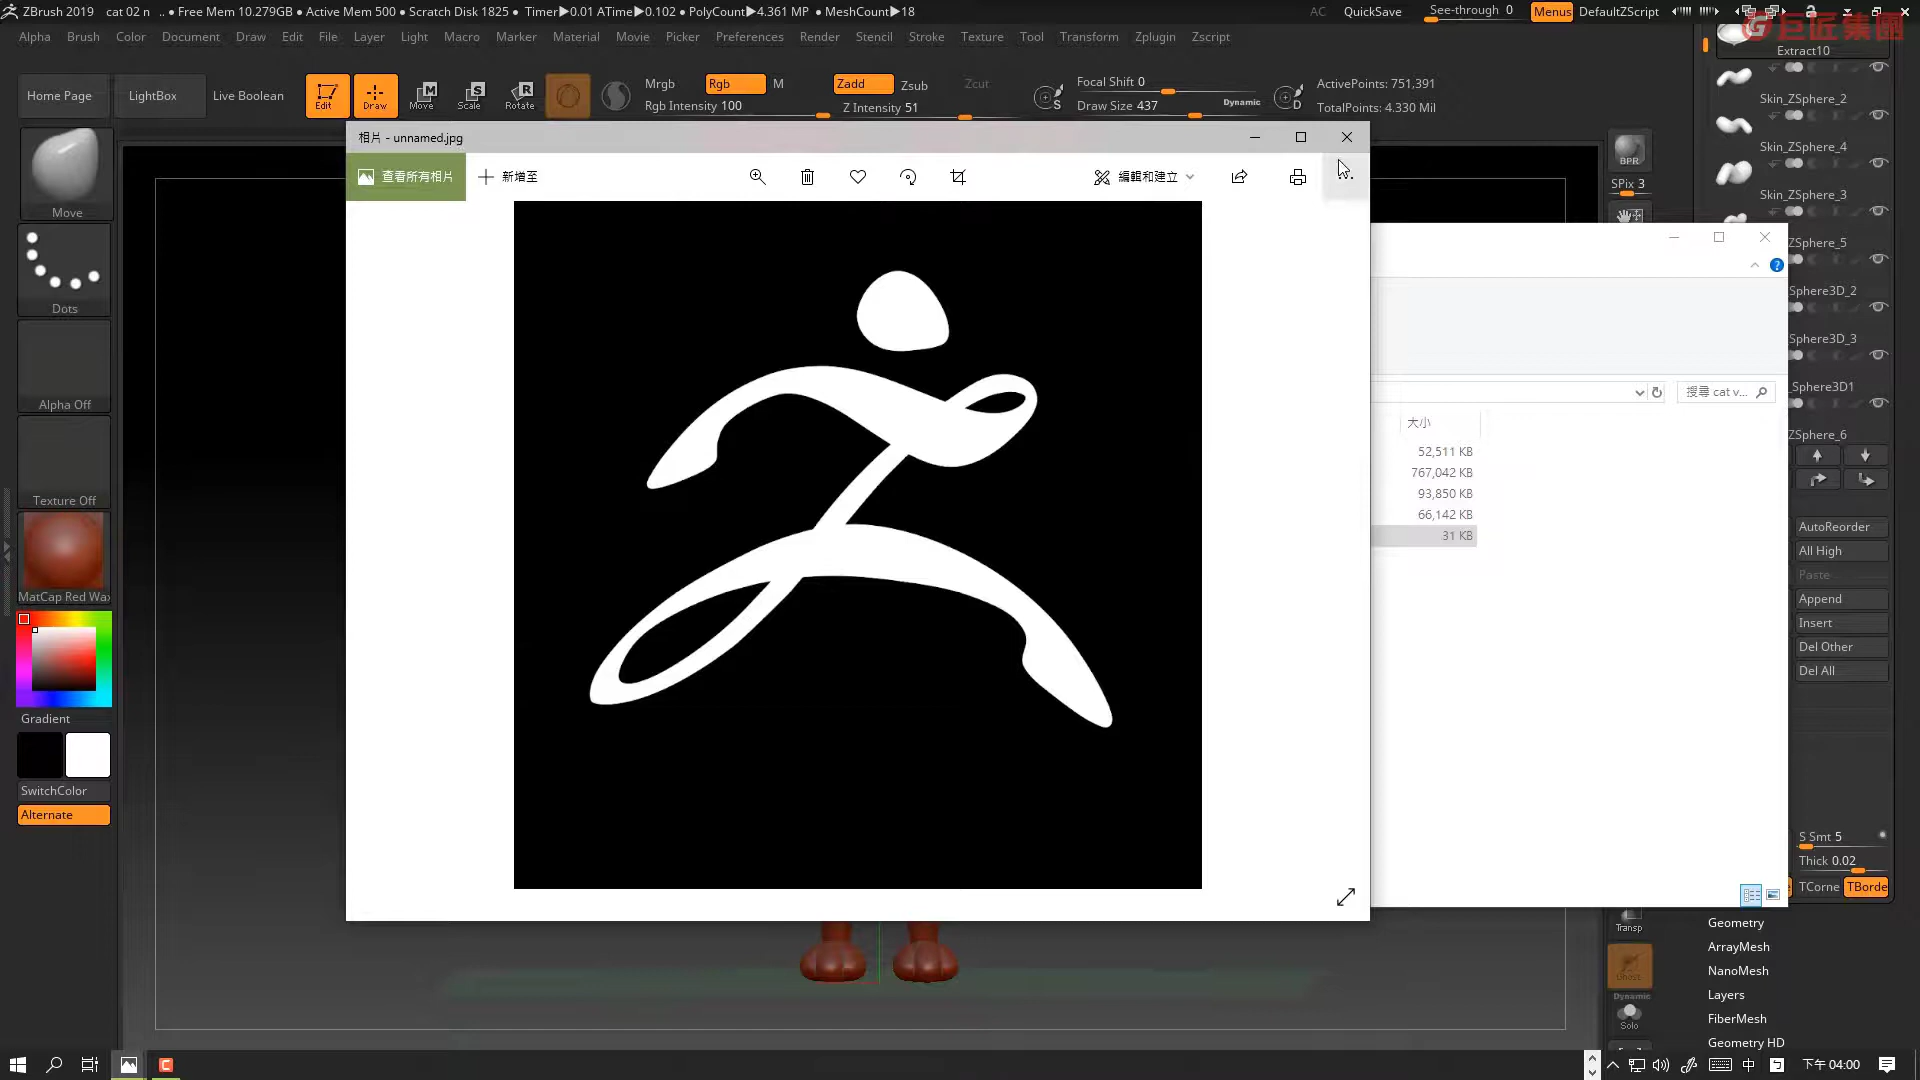 ZBrush 2019 cat 02 n .. • Free Mem 10.279GB • Active Mem 500 • Scratch Disk 1825 • Timer▶0.01 ATime▶0.102 • PolyCount▶4.361 MP • MeshCount▶18 AC QuickSave See-through 0 Menus DefaultZScript
巨匠集團
Alpha Brush Color Document Draw Edit File Layer Light Macro Marker Material Movie Picker Preferences Render Stencil Stroke Texture Tool Transform Zplugin Zscript
Extract10
Home Page LightBox Live Boolean Edit Draw Move Scale Rotate
Mrgb Rgb M Zadd Zsub Zcut Focal Shift 0 ActivePoints: 751,391
Rgb Intensity 100 Z Intensity 51 Draw Size 437 Dynamic TotalPoints: 4.330 Mil
Skin_ZSphere_2
Skin_ZSphere_4
Skin_ZSphere_3
ZSphere_5
Sphere3D_2
Sphere3D_3
Sphere3D1
ZSphere_6
BPR
SPix 3
相片 - unnamed.jpg
查看所有相片 新增至 編輯和建立
搜尋 cat v...
大小
52,511 KB
767,042 KB
93,850 KB
66,142 KB
31 KB
Move
Dots
Alpha Off
Texture Off
MatCap Red Wax
Gradient
SwitchColor
Alternate
AutoReorder
All High
Paste
Append
Insert
Del Other
Del All
S Smt 5
Thick 0.02
TCorne TBorde
Transp
Ghost
Dynamic
Solo
Geometry
ArrayMesh
NanoMesh
Layers
FiberMesh
Geometry HD
中 下午 04:00